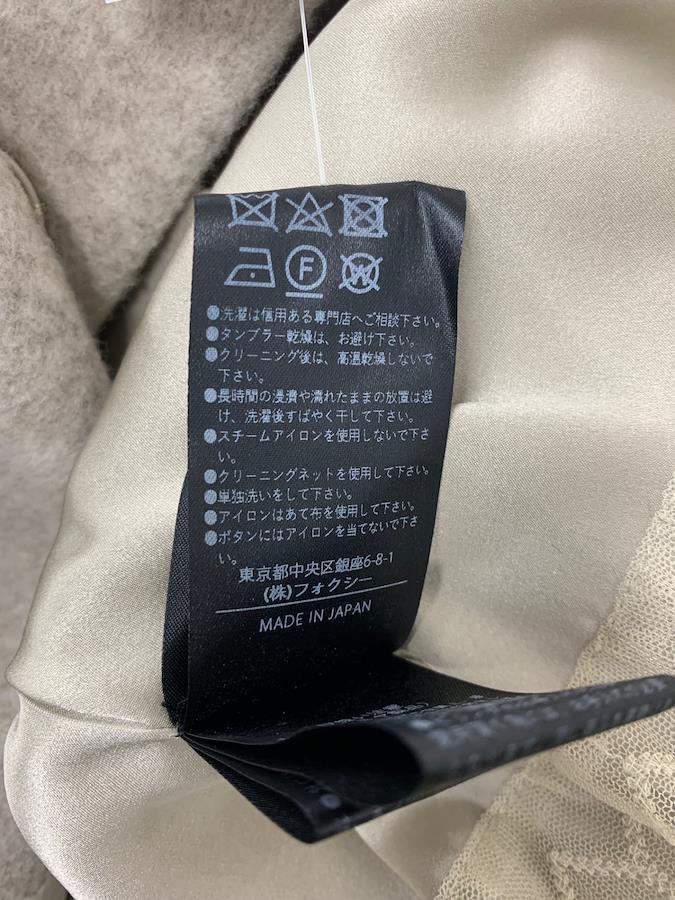 F
W
●洗濯は信用ある専門店へご相談下さい。
●タンブラー乾燥は、お避け下さい。
●クリーニング後は、高温乾燥しないで
下さい。
●長時間の浸漬や濡れたままの放置は避
け、洗濯後すばやく干して下さい。
●スチームアイロンを使用しないで下さ
い。
●クリーニングネットを使用して下さい。
●単独洗いをして下さい。
●アイロンはあて布を使用して下さい。
●ボタンにはアイロンを当てないで下さ
い。
東京都中央区銀座6-8-1
(株)フォクシー
MADE IN JAPAN